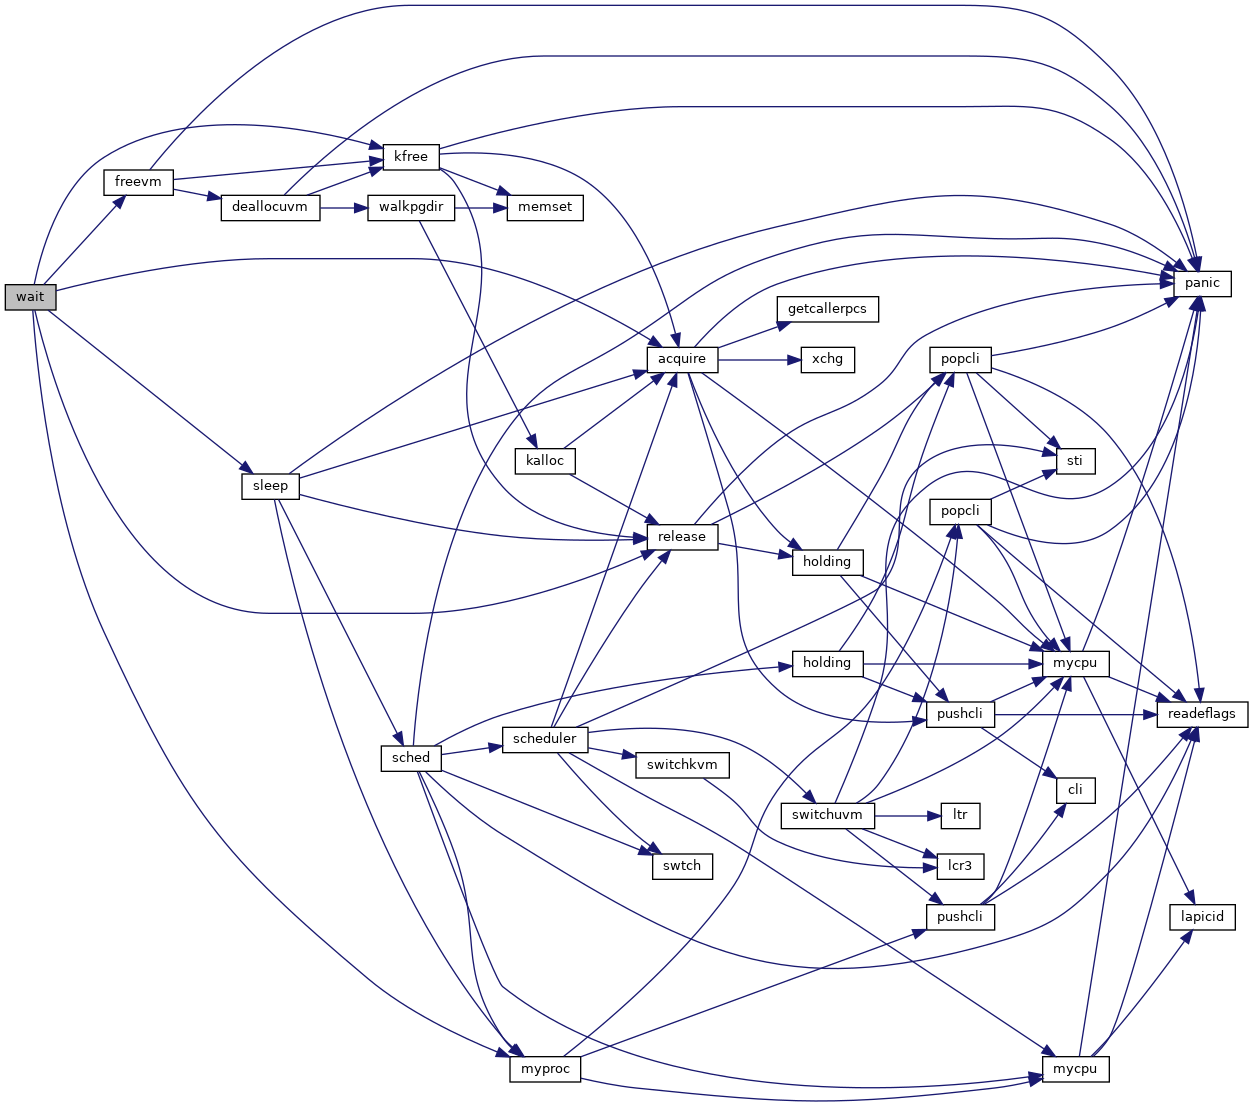 wait
freevm
kfree
deallocuvm
walkpgdir
memset
panic
getcallerpcs
acquire
xchg
popcli
kalloc
sti
sleep
popcli
release
holding
holding
mycpu
pushcli
readeflags
scheduler
sched
switchkvm
cli
switchuvm
ltr
swtch
lcr3
pushcli
lapicid
myproc
mycpu